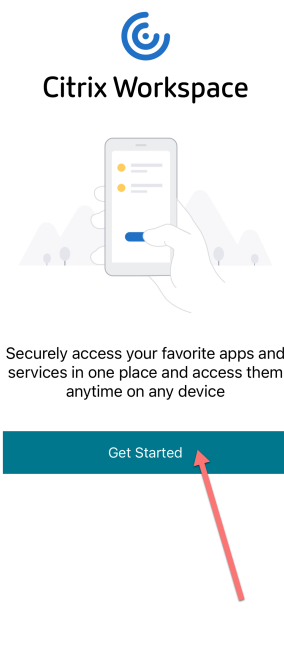 Citrix Workspace
Securely access your favorite apps and
services in one place and access them
anytime on any device
Get Started